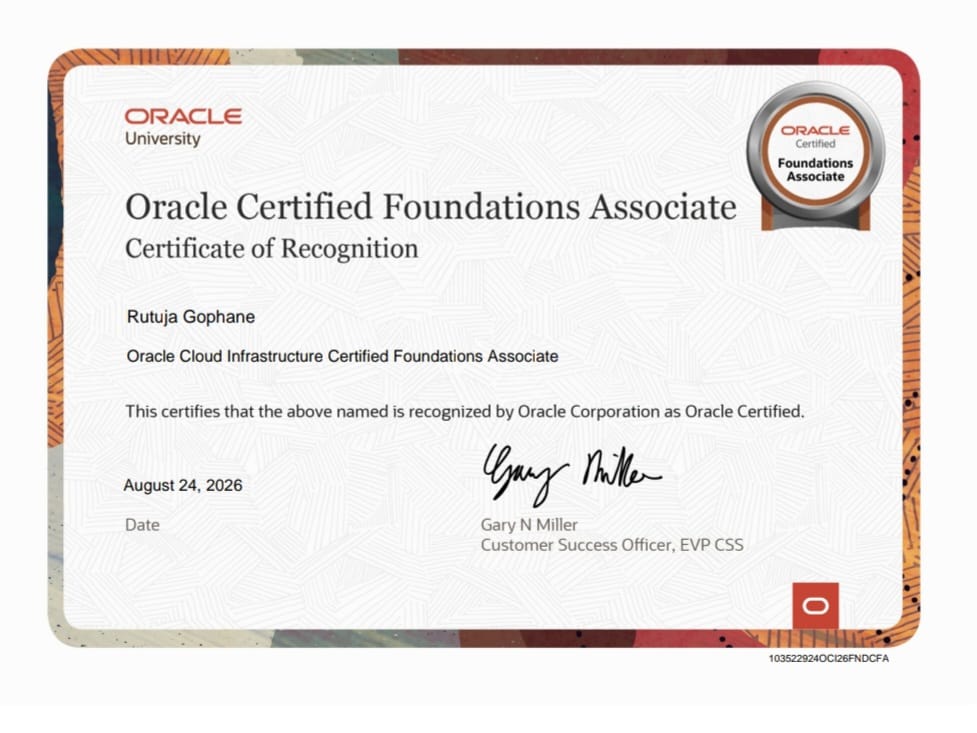 ORACLE
University
ORACLE
Certified
Foundations
Associate
Oracle Certified Foundations Associate
Certificate of Recognition
Rutuja Gophane
Oracle Cloud Infrastructure Certified Foundations Associate
This certifies that the above named is recognized by Oracle Corporation as Oracle Certified.
Gary Miller
August 24, 2026
Date
Gary N Miller
Customer Success Officer, EVP CSS
103522924OCI26FNDCFA